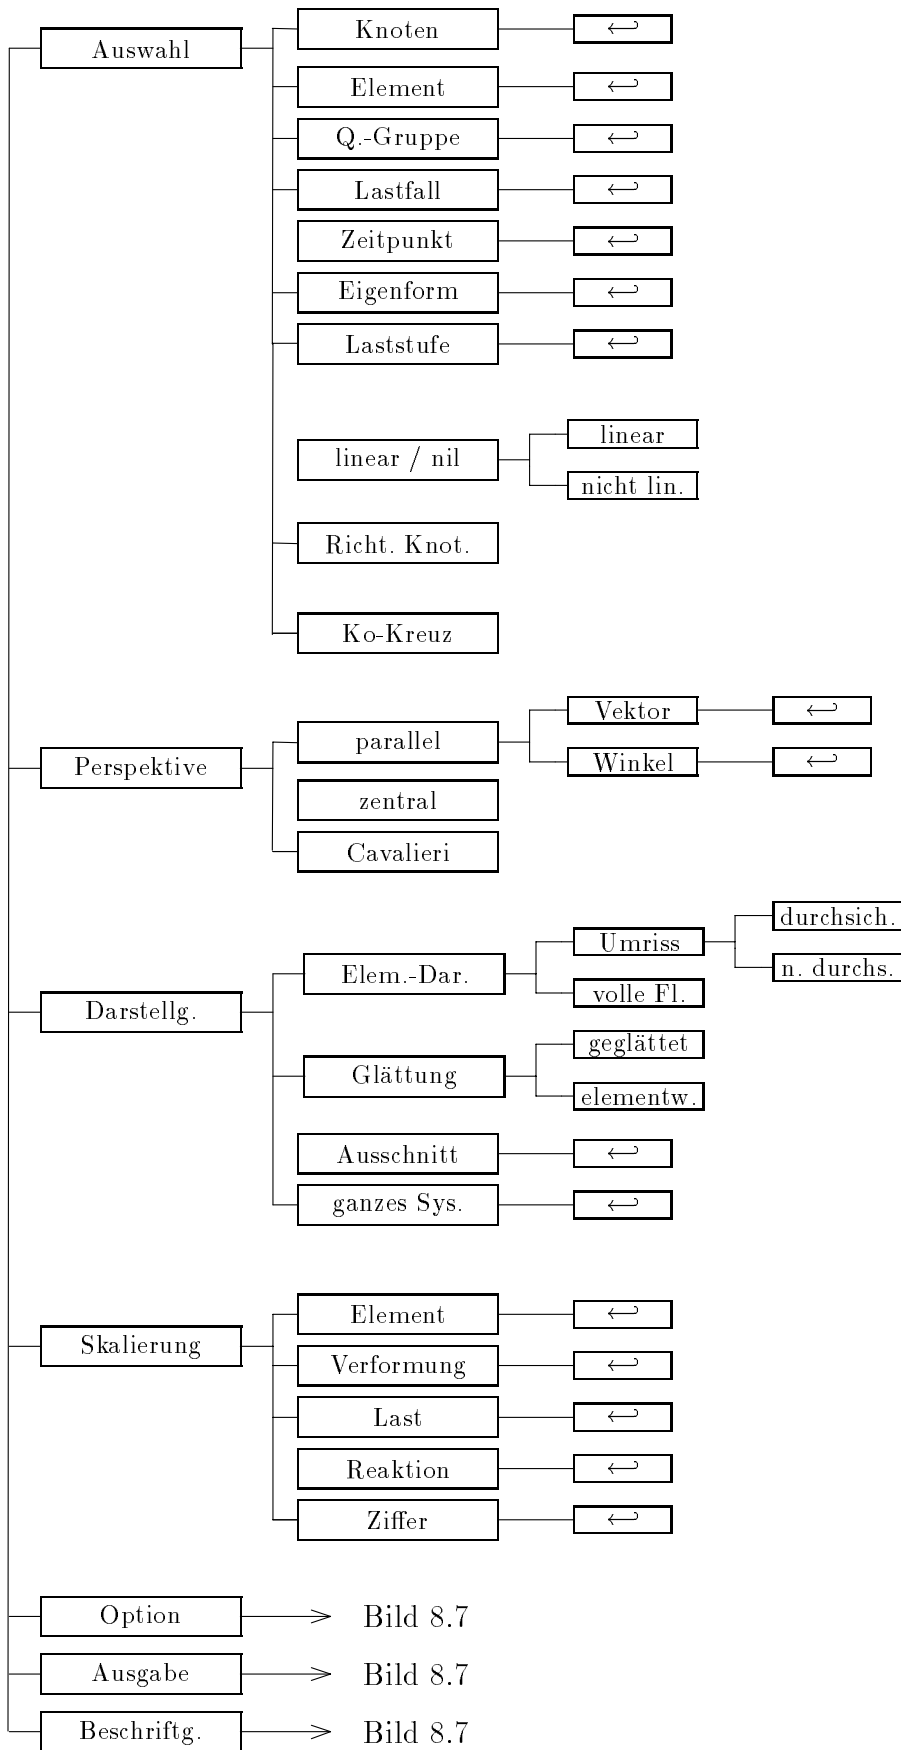 Knoten ↩
Auswahl
Element ↩
Q.-Gruppe ↩
Lastfall ↩
Zeitpunkt ↩
Eigenform ↩
Laststufe ↩
linear
linear / nil
nicht lin.
Richt. Knot.
Ko-Kreuz
Vektor ↩
parallel
Perspektive
Winkel ↩
zentral
Cavalieri
durchsich.
Umriss
Elem.-Dar.
n. durchs.
volle Fl.
Darstellg.
geglättet
Glättung
elementw.
Ausschnitt ↩
ganzes Sys. ↩
Element ↩
Skalierung
Verformung ↩
Last ↩
Reaktion ↩
Ziffer ↩
Option Bild 8.7
Ausgabe Bild 8.7
Beschriftg. Bild 8.7